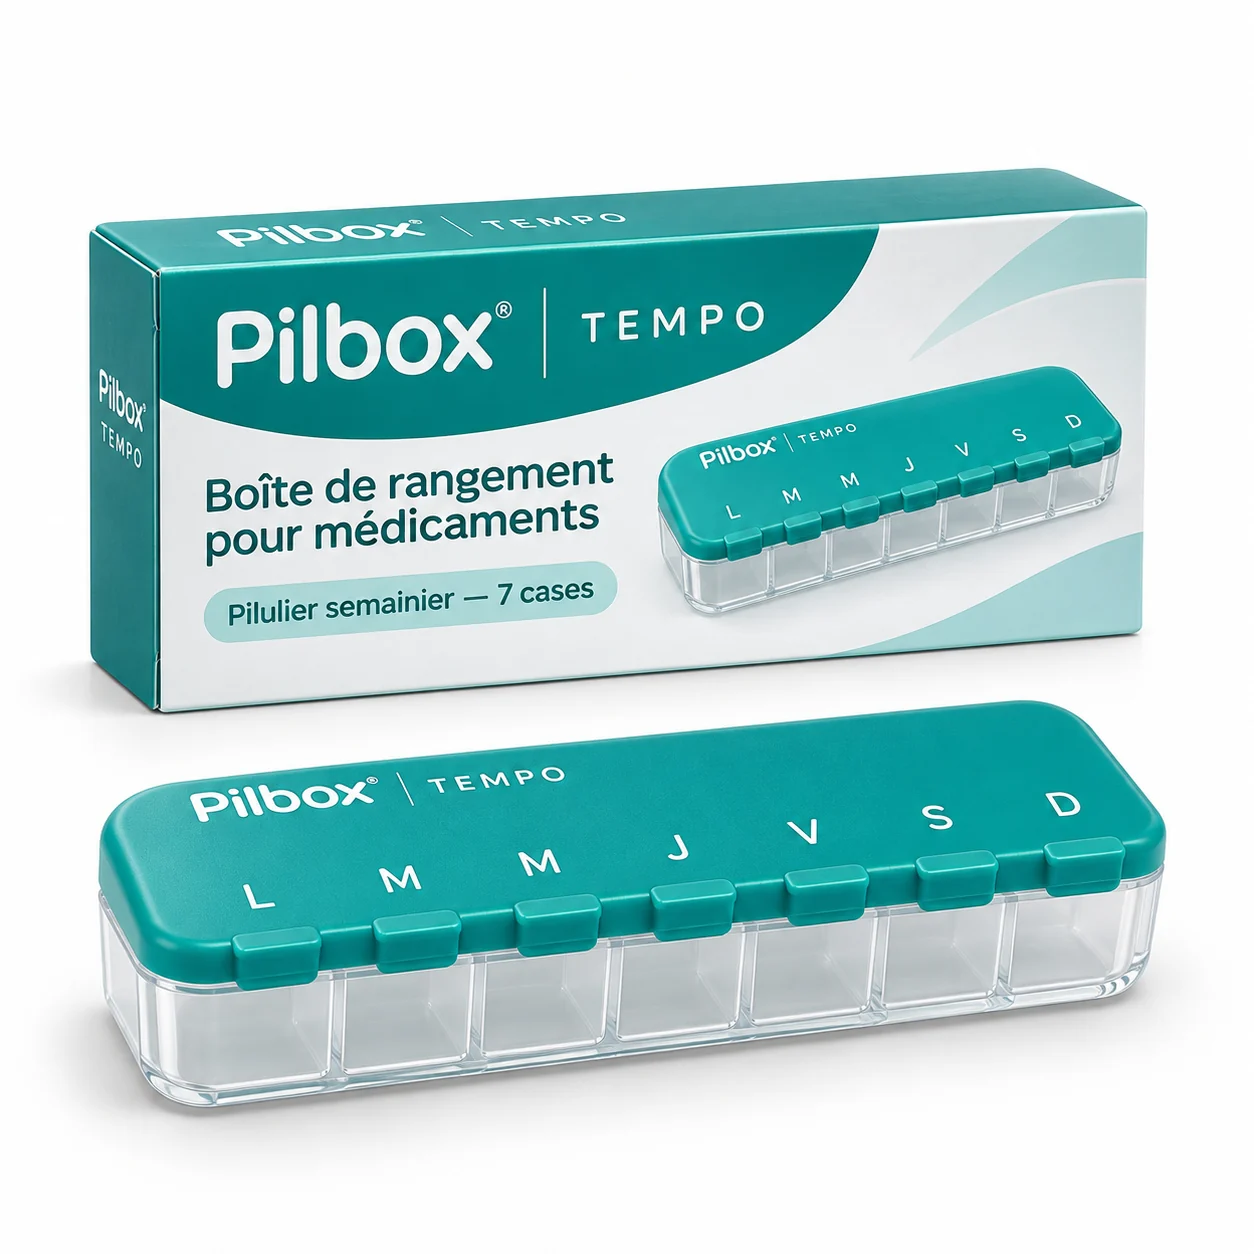 Pilbox® | TEMPO
Pilbox® | TEMPO
Pilbox®
TEMPO
Boîte de rangement
pour médicaments
Pilulier semainier — 7 cases
Pilbox® | TEMPO
L M M J V S D
Pilbox® | TEMPO
L M M J V S D